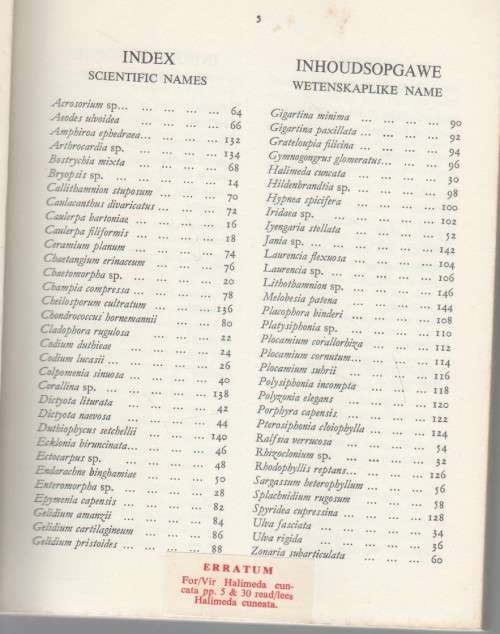 5
INDEX
SCIENTIFIC NAMES
Acrosorium sp... ... ... ... ... 64
Aeodes ulvoidea ... ... ... ... 66
Amphiroa ephedraea... ... ... ... 132
Arthrocardia sp. ... ... ... ... 134
Bostrychia mixta ... ... ... ... 68
Bryopsis sp. ... ... ... ... ... 14
Callithamnion stuposum ... ... ... 70
Caulacanthus divaricatus ... ... ... 72
Caulerpa bartoniae ... ... ... ... 16
Caulerpa filiformis ... ... ... ... 18
Ceramium planum ... ... ... ... 74
Chaetangium erinaceum ... ... ... 76
Chaetomorpha sp. ... ... ... ... 20
Champia compressa ... ... ... ... 78
Cheilosporum cultratum ... ... ... 136
Chondrococcus hornemannii ... ... 80
Cladophora rugulosa ... ... ... 22
Codium duthieae ... ... ... ... 24
Codium lucasii ... ... ... ... ... 26
Colpomenia sinuosa ... ... ... ... 40
Corallina sp. ... ... ... ... ... 138
Dictyota liturata ... ... ... ... 42
Dictyota naevosa ... ... ... ... 44
Duthiophycus setchellii ... ... ... 140
Ecklonia biruncinata... ... ... ... 46
Ectocarpus sp. ... ... ... ... 48
Endarachne binghamiae ... ... ... 50
Enteromorpha sp. ... ... ... ... 28
Epymenia capensis ... ... ... ... 82
Gelidium amanzii ... ... ... ... 84
Gelidium cartilagineum ... ... ... 86
Gelidium pristoides ... ... ... ... 88
INHOUDSOPGAWE
WETENSKAPLIKE NAME
Gigartina minima ... ... ... ... 90
Gigartina paxillata ... ... ... ... 92
Grateloupia filicina ... ... ... ... 94
Gymnogongrus glomeratus... ... ... 96
Halimeda cuncata ... ... ... ... 30
Hildenbrandtia sp. ... ... ... ... 98
Hypnea spicifera ... ... ... ... 100
Iridaea sp. ... ... ... ... ... 102
Iyengaria stellata ... ... ... ... 52
Jania sp. ... ... ... ... ... ... 142
Laurencia flexuosa ... ... ... ... 104
Laurencia sp. ... ... ... ... ... 106
Lithothamnion sp. ... ... ... ... 146
Melobesia patena ... ... ... ... 144
Placophora binderi ... ... ... ... 108
Platysiphonia sp. ... ... ... ... 110
Plocamium corallorhiza ... ... ... 112
Plocamium cornutum... ... ... ... 114
Plocamium suhrii ... ... ... ... 116
Polysiphonia incompta ... ... ... 118
Polyzonia elegans ... ... ... ... 120
Porphyra capensis ... ... ... ... 122
Pterosiphonia cloiophylla ... ... ... 124
Ralfsia verrucosa ... ... ... ... 54
Rhizoclonium sp. ... ... ... ... 32
Rhodophyllis reptans... ... ... ... 126
Sargassum heterophyllum ... ... ... 56
Splachnidium rugosum ... ... ... 58
Spyridea cupressina ... ... ... ... 128
Ulva fasciata ... ... ... ... ... 34
Ulva rigida ... ... ... ... ... 36
Zonaria subarticulata ... ... ... 60
ERRATUM
For/Vir Halimeda cun-
cata pp. 5 & 30 read/lees
Halimeda cuneata.